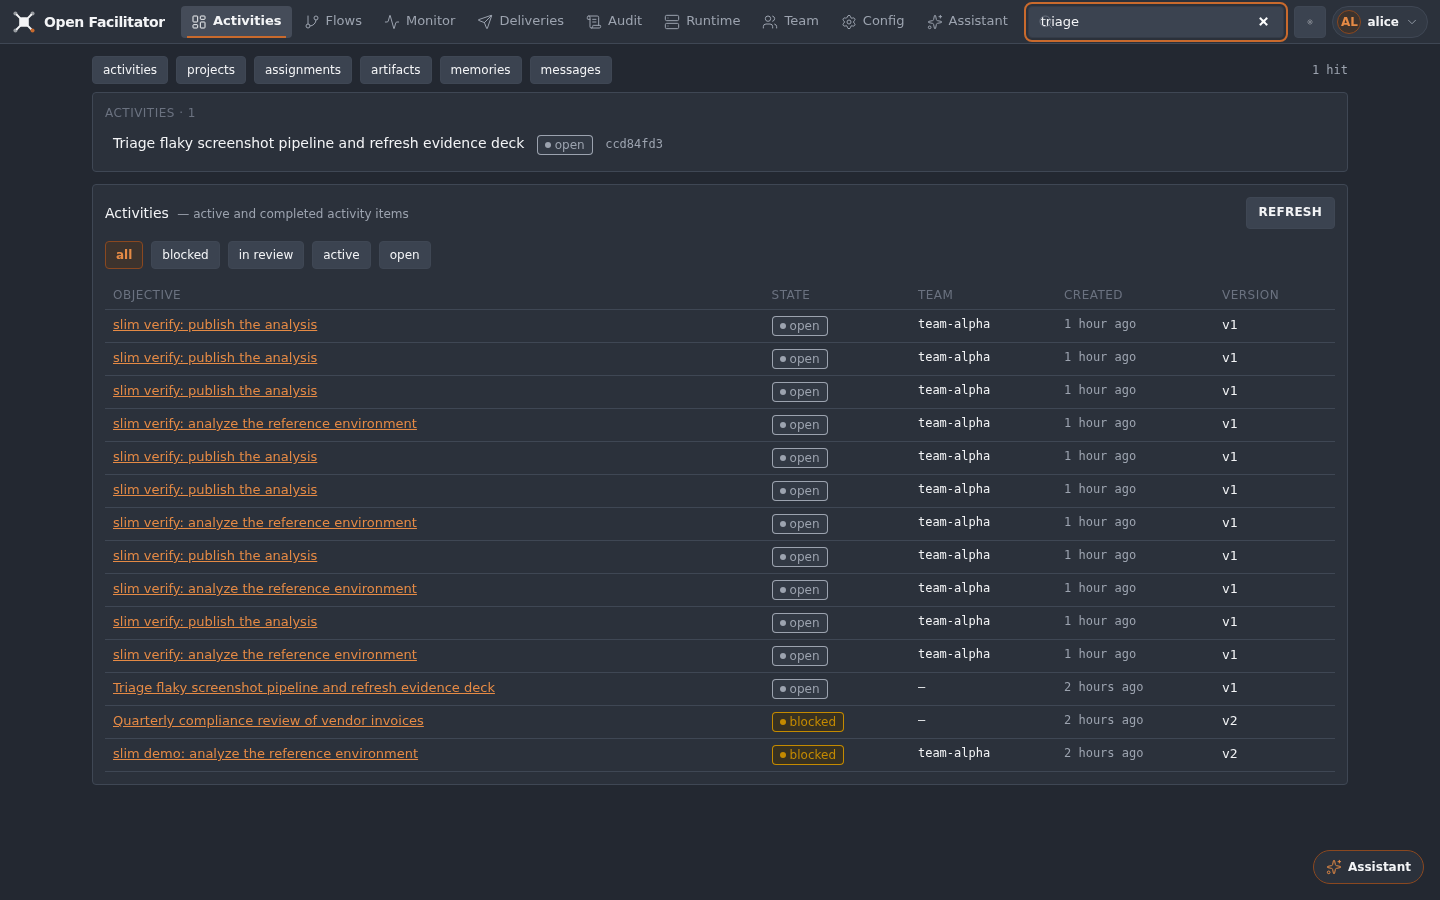 Open Facilitator Activities Flows Monitor Deliveries Audit Runtime Team Config Assistant triage AL alice
activities projects assignments artifacts memories messages 1 hit
ACTIVITIES · 1
Triage flaky screenshot pipeline and refresh evidence deck open ccd84fd3
Activities — active and completed activity items REFRESH
all blocked in review active open
OBJECTIVE STATE TEAM CREATED VERSION
slim verify: publish the analysis open team-alpha 1 hour ago v1
slim verify: publish the analysis open team-alpha 1 hour ago v1
slim verify: publish the analysis open team-alpha 1 hour ago v1
slim verify: analyze the reference environment open team-alpha 1 hour ago v1
slim verify: publish the analysis open team-alpha 1 hour ago v1
slim verify: publish the analysis open team-alpha 1 hour ago v1
slim verify: analyze the reference environment open team-alpha 1 hour ago v1
slim verify: publish the analysis open team-alpha 1 hour ago v1
slim verify: analyze the reference environment open team-alpha 1 hour ago v1
slim verify: publish the analysis open team-alpha 1 hour ago v1
slim verify: analyze the reference environment open team-alpha 1 hour ago v1
Triage flaky screenshot pipeline and refresh evidence deck open — 2 hours ago v1
Quarterly compliance review of vendor invoices blocked — 2 hours ago v2
slim demo: analyze the reference environment blocked team-alpha 2 hours ago v2
Assistant